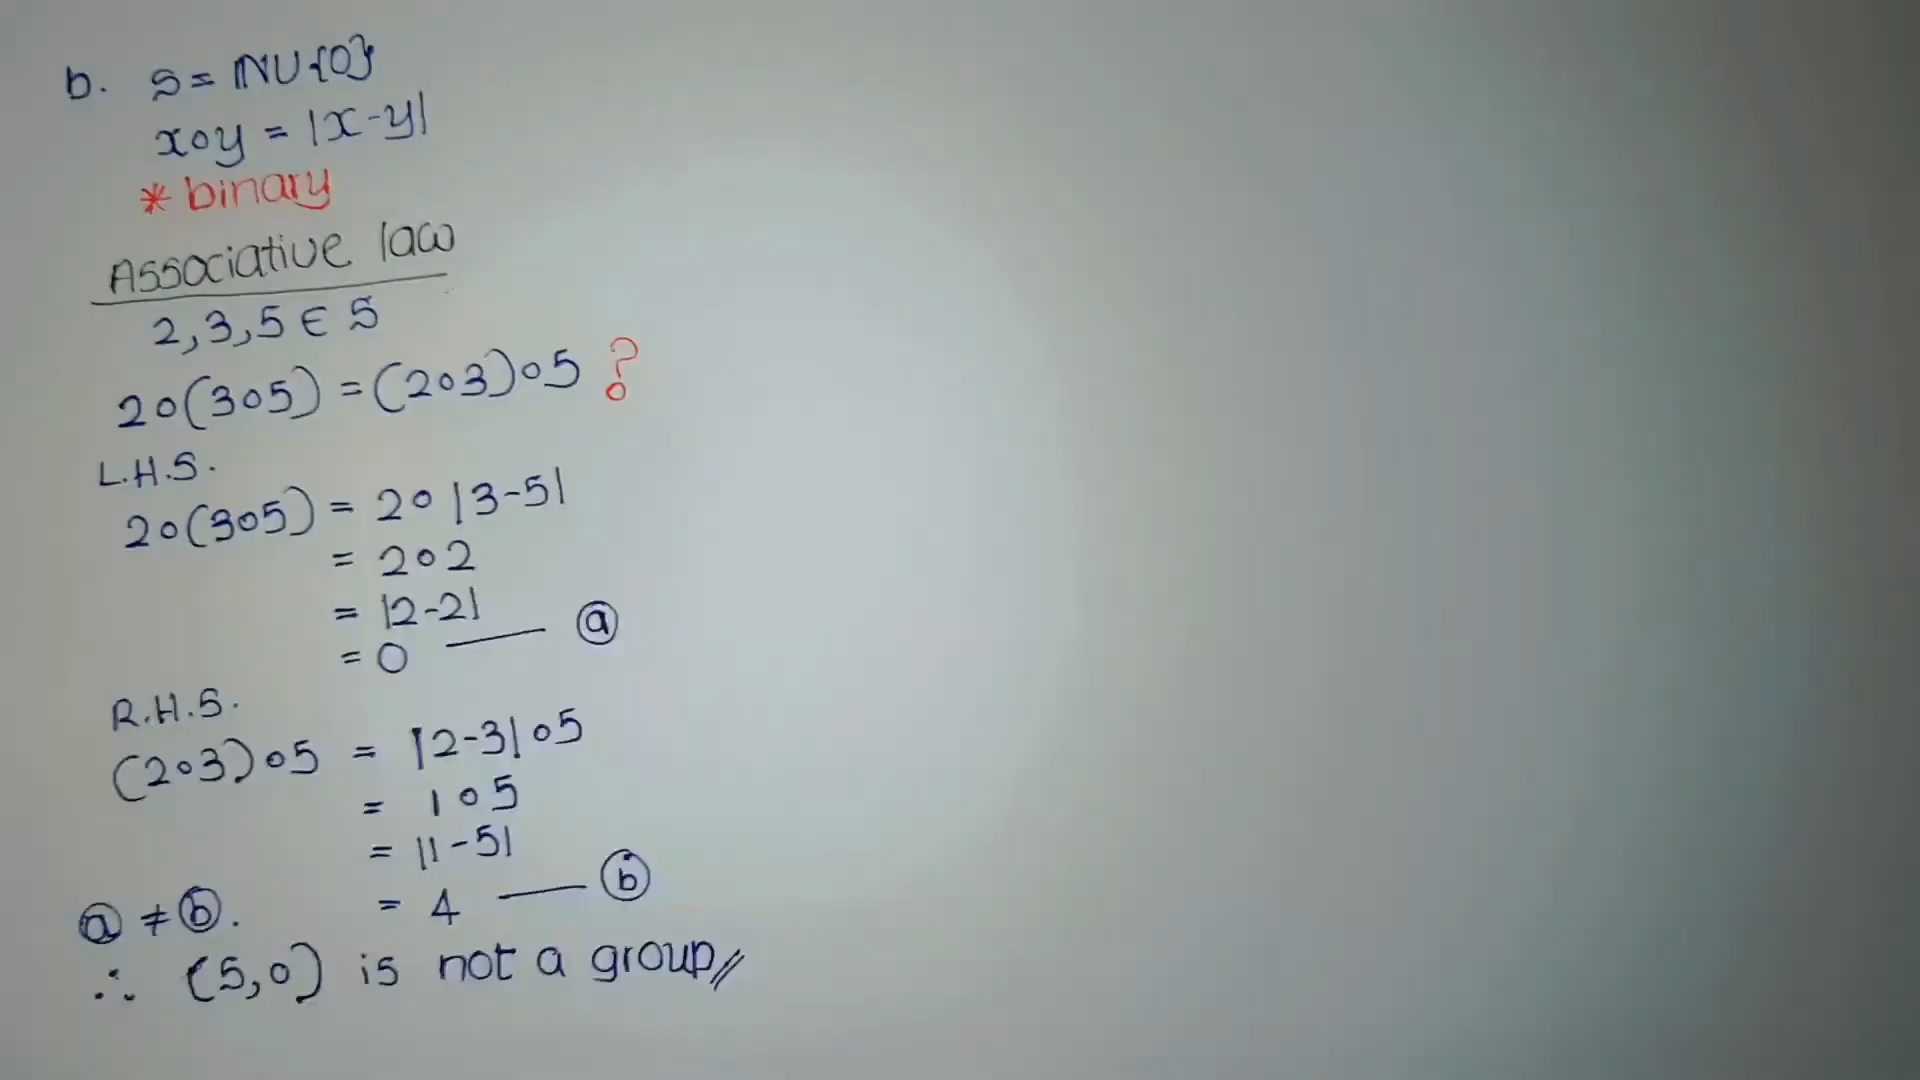 b. S = ℕ∪{0}
x∘y = |x-y|
* binary
Associative law
2,3,5 ∈ S
2∘(3∘5) = (2∘3)∘5 ?
L.H.S.
2∘(3∘5) = 2∘|3-5|
= 2∘2
= |2-2|
= 0 — ⓐ
R.H.S.
(2∘3)∘5 = |2-3|∘5
= 1∘5
= |1-5|
= 4 — ⓑ
ⓐ ≠ ⓑ.
∴ (S,∘) is not a group//